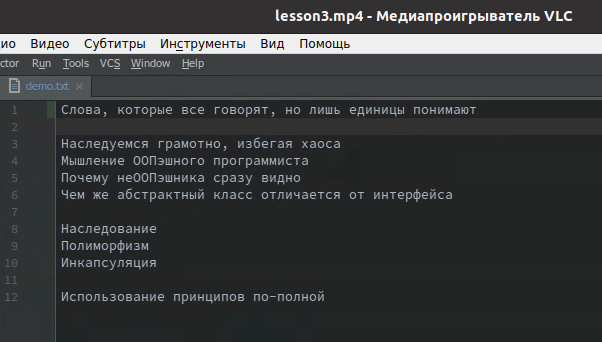 lesson3.mp4 - Медиапроигрыватель VLC
ио Видео Субтитры Инструменты Вид Помощь
ctor Run Tools VCS Window Help
demo.txt ×
1 Слова, которые все говорят, но лишь единицы понимают
2
3 Наследуемся грамотно, избегая хаоса
4 Мышление ООПэшного программиста
5 Почему неООПэшника сразу видно
6 Чем же абстрактный класс отличается от интерфейса
7
8 Наследование
9 Полиморфизм
10 Инкапсуляция
11
12 Использование принципов по-полной